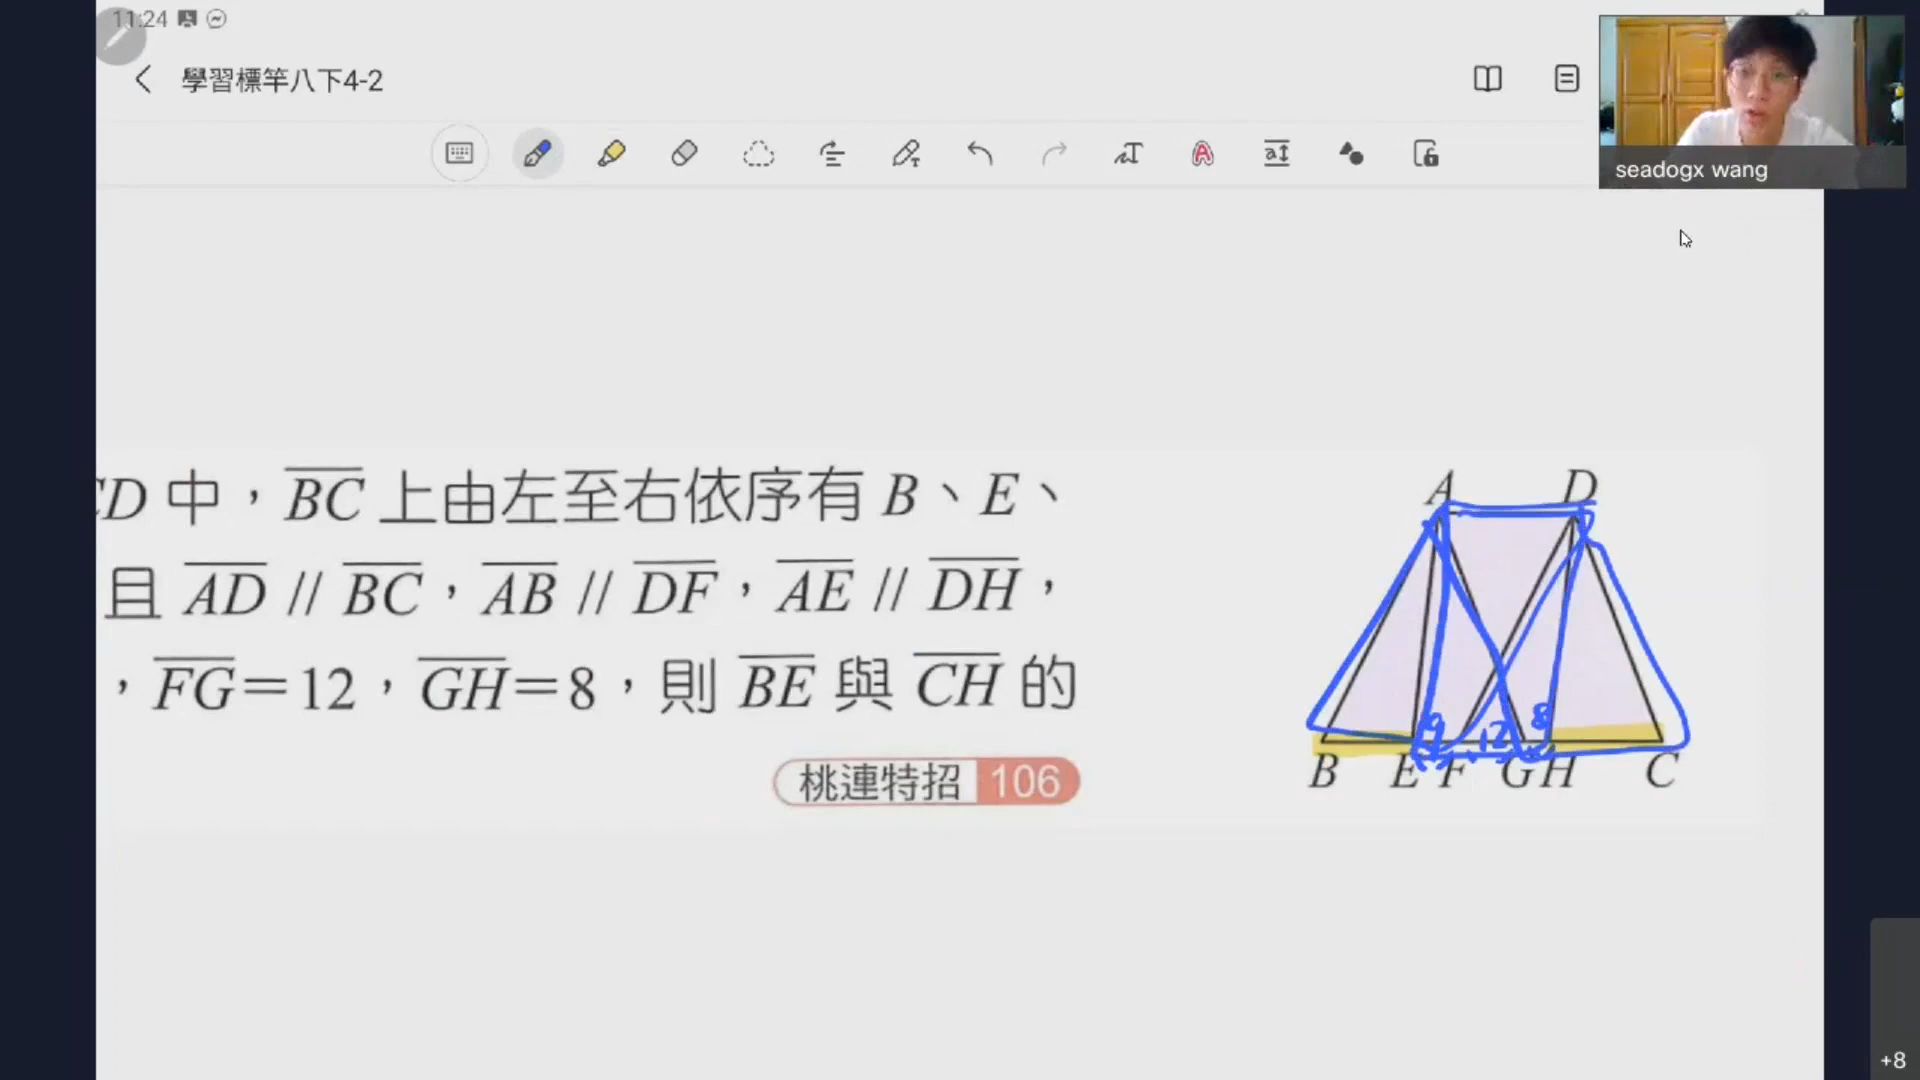 11:24
學習標竿八下4-2
seadogx wang
CD 中，BC 上由左至右依序有 B、E、
且 AD // BC，AB // DF，AE // DH，
，FG=12，GH=8，則 BE 與 CH 的
桃連特招 106
A D
12 8
B E F G H C
+8